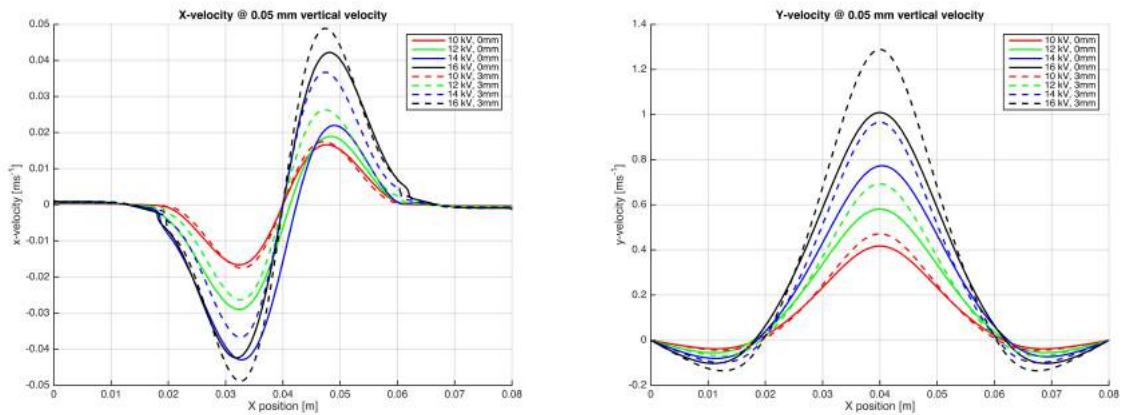 X-velocity @ 0.05 mm vertical velocity
0.05
0.04
0.03
0.02
0.01
0
-0.01
-0.02
-0.03
-0.04
-0.05
x-velocity [ms⁻¹]
10 kV, 0mm
12 kV, 0mm
14 kV, 0mm
16 kV, 0mm
10 kV, 3mm
12 kV, 3mm
14 kV, 3mm
16 kV, 3mm
0 0.01 0.02 0.03 0.04 0.05 0.06 0.07 0.08
X position [m]
Y-velocity @ 0.05 mm vertical velocity
1.4
1.2
1
0.8
0.6
0.4
0.2
0
-0.2
y-velocity [ms⁻¹]
10 kV, 0mm
12 kV, 0mm
14 kV, 0mm
16 kV, 0mm
10 kV, 3mm
12 kV, 3mm
14 kV, 3mm
16 kV, 3mm
0 0.01 0.02 0.03 0.04 0.05 0.06 0.07 0.08
X position [m]